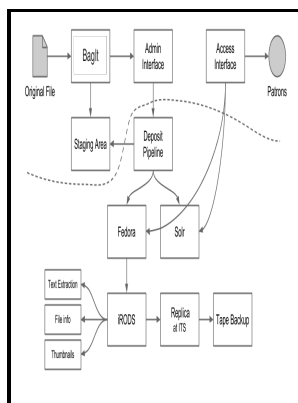 BagIt
Admin
Interface
Access
Interface
Original File
Patrons
Staging Area
Deposit
Pipeline
Fedora
Solr
Text Extraction
File info
Thumbnails
iRODS
Replica
at ITS
Tape Backup